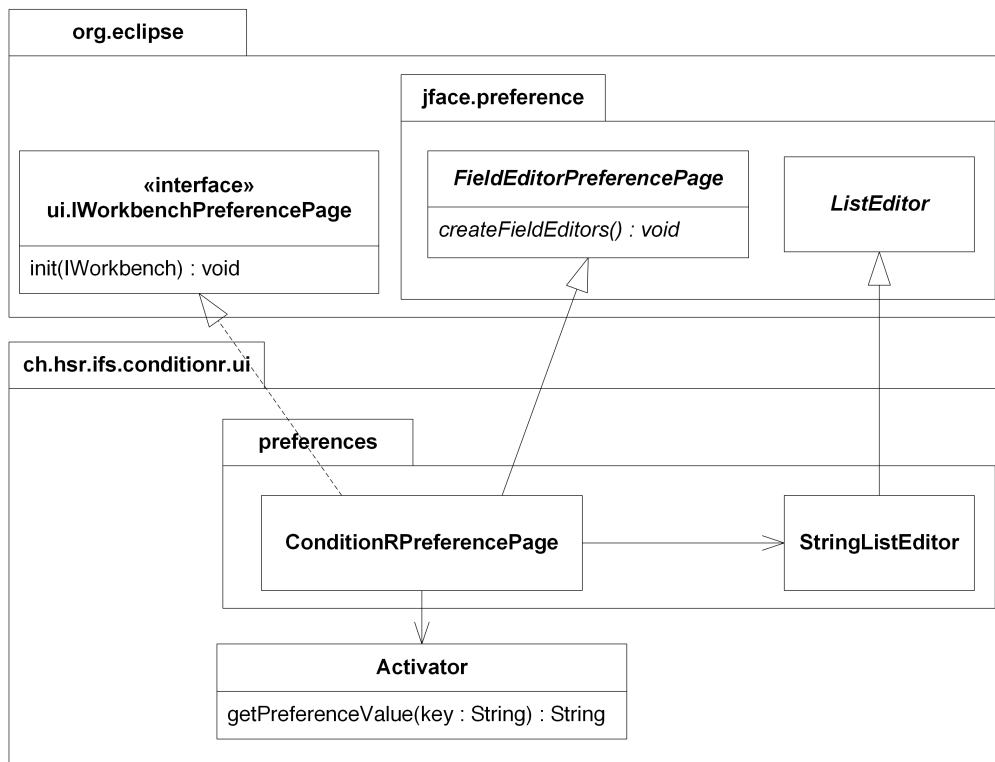 org.eclipse
jface.preference
«interface»
ui.IWorkbenchPreferencePage
init(IWorkbench) : void
FieldEditorPreferencePage
createFieldEditors() : void
ListEditor
ch.hsr.ifs.conditionr.ui
preferences
ConditionRPreferencePage
StringListEditor
Activator
getPreferenceValue(key : String) : String